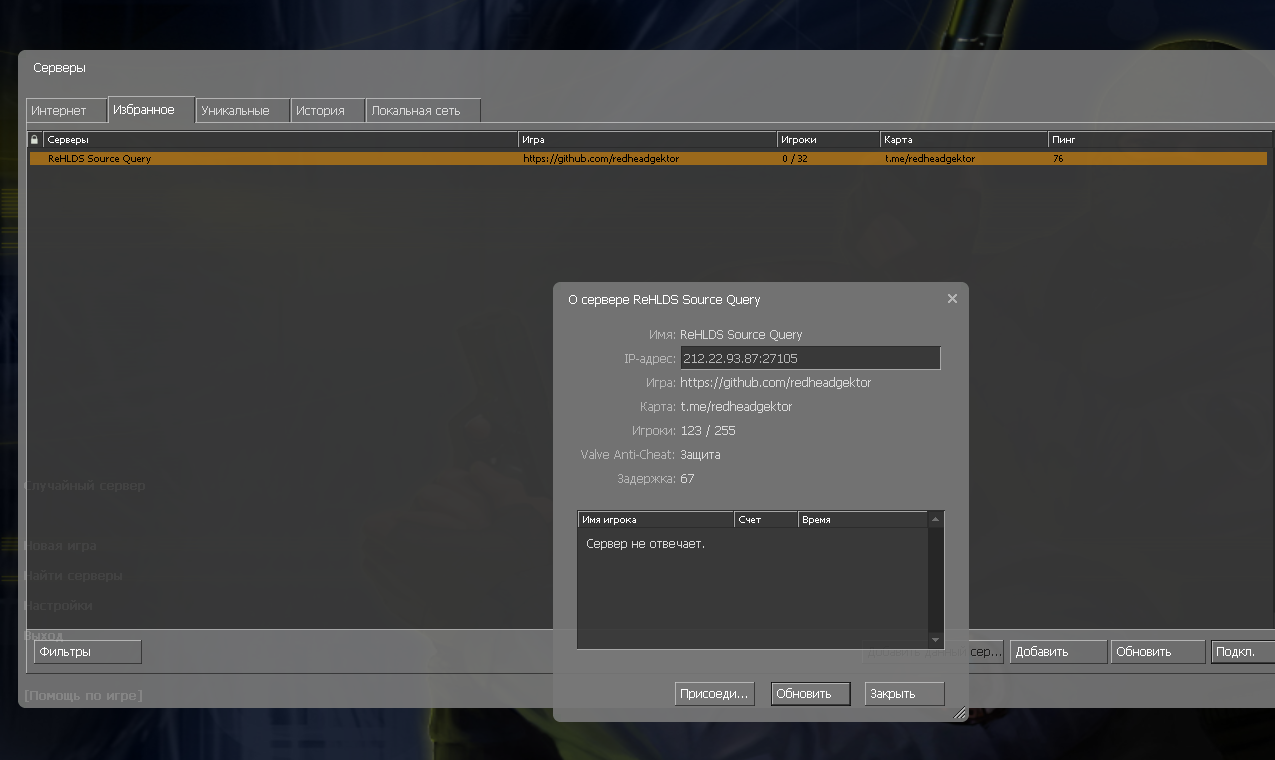 Серверы
Интернет Избранное Уникальные История Локальная сеть
Серверы Игра Игроки Карта Пинг
ReHLDS Source Query https://github.com/redheadgektor 0 / 32 t.me/redheadgektor 76
О сервере ReHLDS Source Query
Имя: ReHLDS Source Query
IP-адрес: 212.22.93.87:27105
Игра: https://github.com/redheadgektor
Карта: t.me/redheadgektor
Игроки: 123 / 255
Valve Anti-Cheat: Защита
Задержка: 67
Имя игрока Счет Время
Сервер не отвечает.
Присоеди... Обновить Закрыть
Случайный сервер
Новая игра
Найти серверы
Настройки
Выход
Фильтры сер... Добавить Обновить Подкл.
[Помощь по игре]